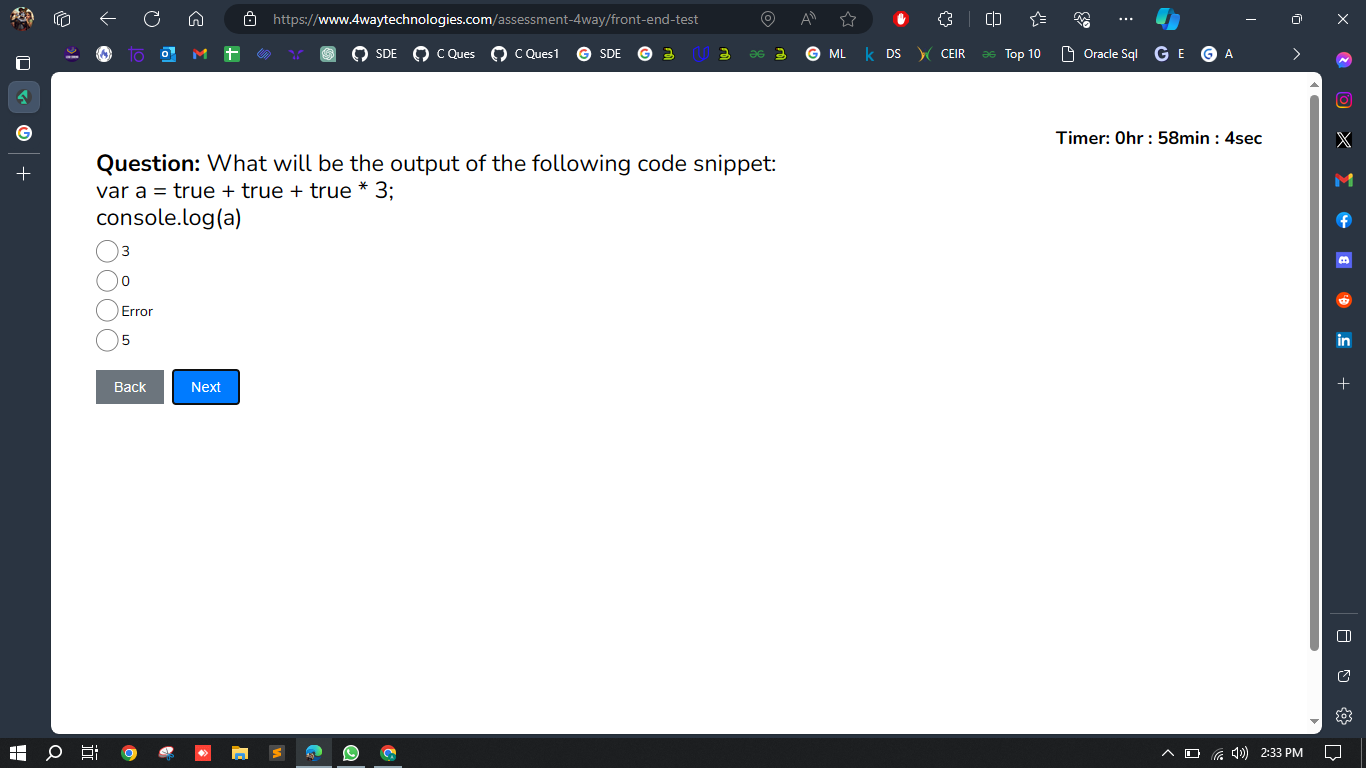 https://www.4waytechnologies.com/assessment-4way/front-end-test
SDE
C Ques
C Ques1
SDE
ML
DS
CEIR
Top 10
Oracle Sql
E
A
Timer: 0hr : 58min : 4sec
Question: What will be the output of the following code snippet:
var a = true + true + true * 3;
console.log(a)
3
0
Error
5
Back
Next
2:33 PM